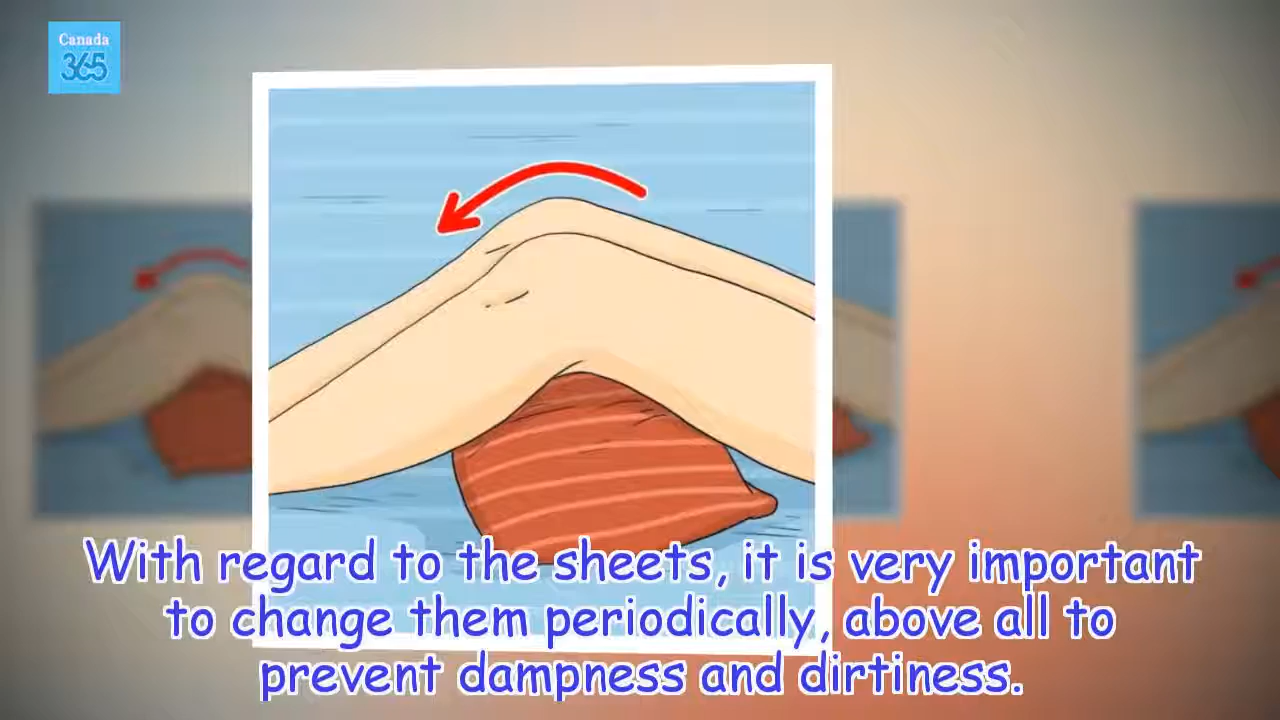 Canada
365
With regard to the sheets, it is very important
to change them periodically, above all to
prevent dampness and dirtiness.